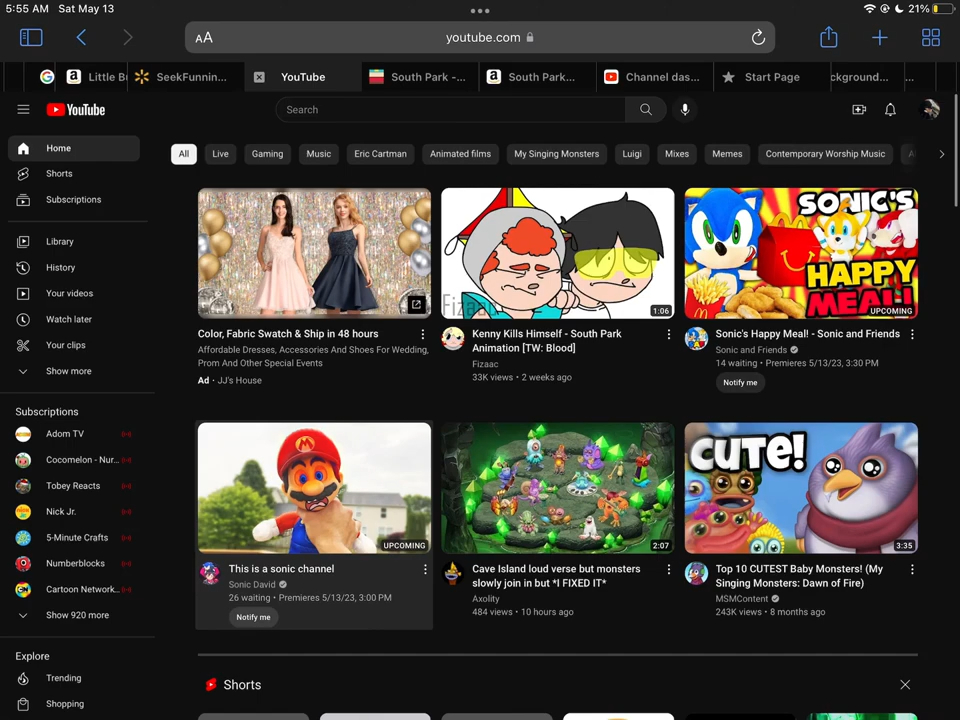 5:55 AM Sat May 13
21%
AA
youtube.com
Little B
SeekFunnin...
YouTube
South Park -...
South Park...
Channel das...
Start Page
ckground...
...
YouTube
Search
Home
Shorts
Subscriptions
Library
History
Your videos
Watch later
Your clips
Show more
Subscriptions
Adom TV
Cocomelon - Nur...
Tobey Reacts
Nick Jr.
5-Minute Crafts
Numberblocks
Cartoon Network...
Show 920 more
Explore
Trending
Shopping
All
Live
Gaming
Music
Eric Cartman
Animated films
My Singing Monsters
Luigi
Mixes
Memes
Contemporary Worship Music
Color, Fabric Swatch & Ship in 48 hours
Affordable Dresses, Accessories And Shoes For Wedding,
Prom And Other Special Events
Ad · JJ's House
Fizaac
1:06
Kenny Kills Himself - South Park
Animation [TW: Blood]
Fizaac
33K views • 2 weeks ago
SONIC'S
HAPPY
MEAL!
UPCOMING
Sonic's Happy Meal! - Sonic and Friends
Sonic and Friends
14 waiting • Premieres 5/13/23, 3:30 PM
Notify me
UPCOMING
This is a sonic channel
Sonic David
26 waiting • Premieres 5/13/23, 3:00 PM
Notify me
2:07
Cave Island loud verse but monsters
slowly join in but *I FIXED IT*
Axolity
484 views • 10 hours ago
CUTE!
3:35
Top 10 CUTEST Baby Monsters! (My
Singing Monsters: Dawn of Fire)
MSMContent
243K views • 8 months ago
Shorts